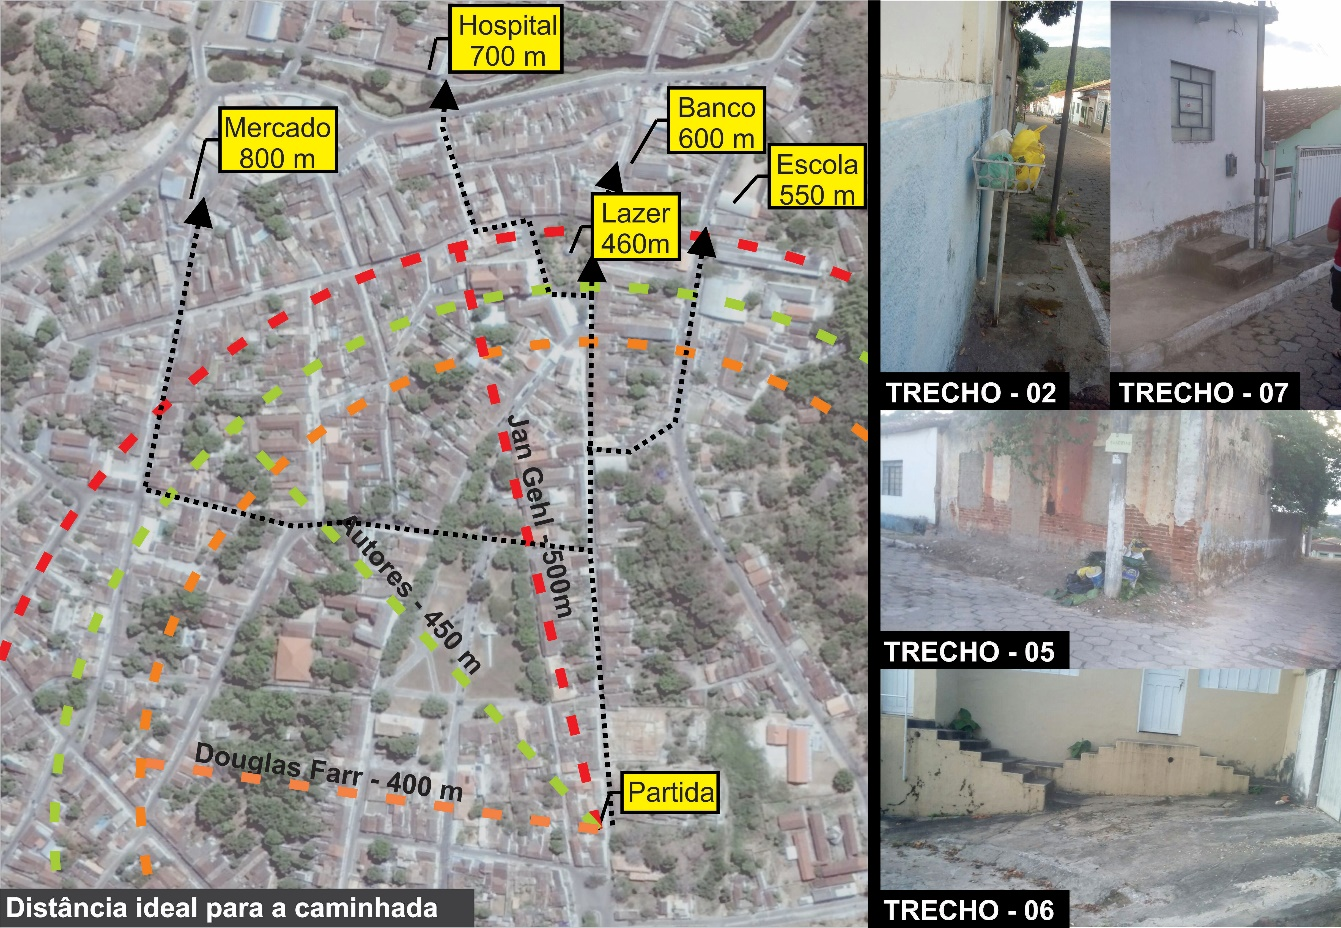 Hospital
700 m
Mercado
800 m
Banco
600 m
Escola
550 m
Lazer
460m
Jan Gehl - 500m
Autores - 450 m
Douglas Farr - 400 m
Partida
Distância ideal para a caminhada
TRECHO - 02
TRECHO - 07
TRECHO - 05
TRECHO - 06